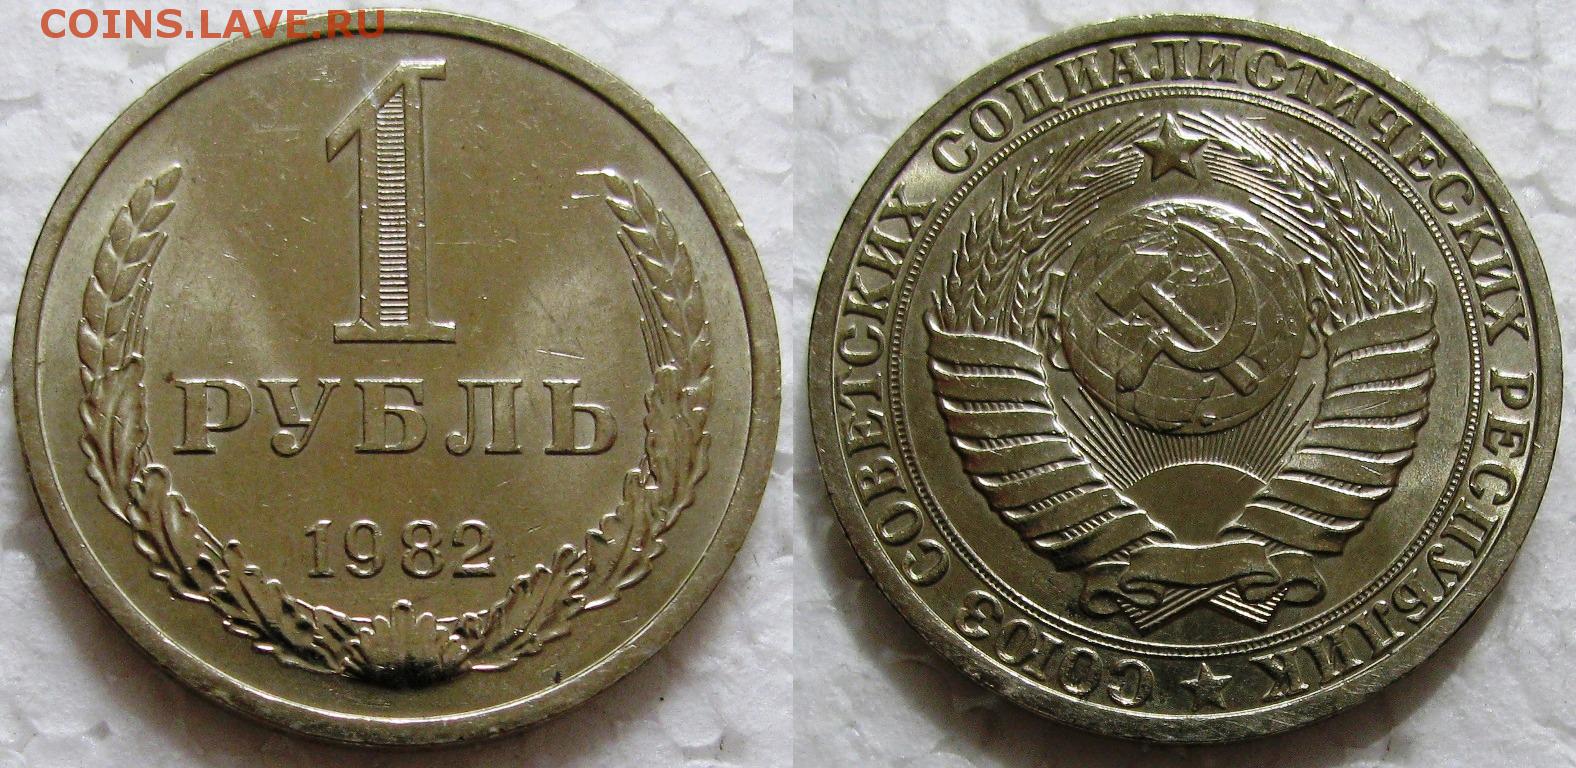 COINS.LAVE.RU
1
РУБЛЬ
1982
СОЮЗ СОВЕТСКИХ СОЦИАЛИСТИЧЕСКИХ РЕСПУБЛИК